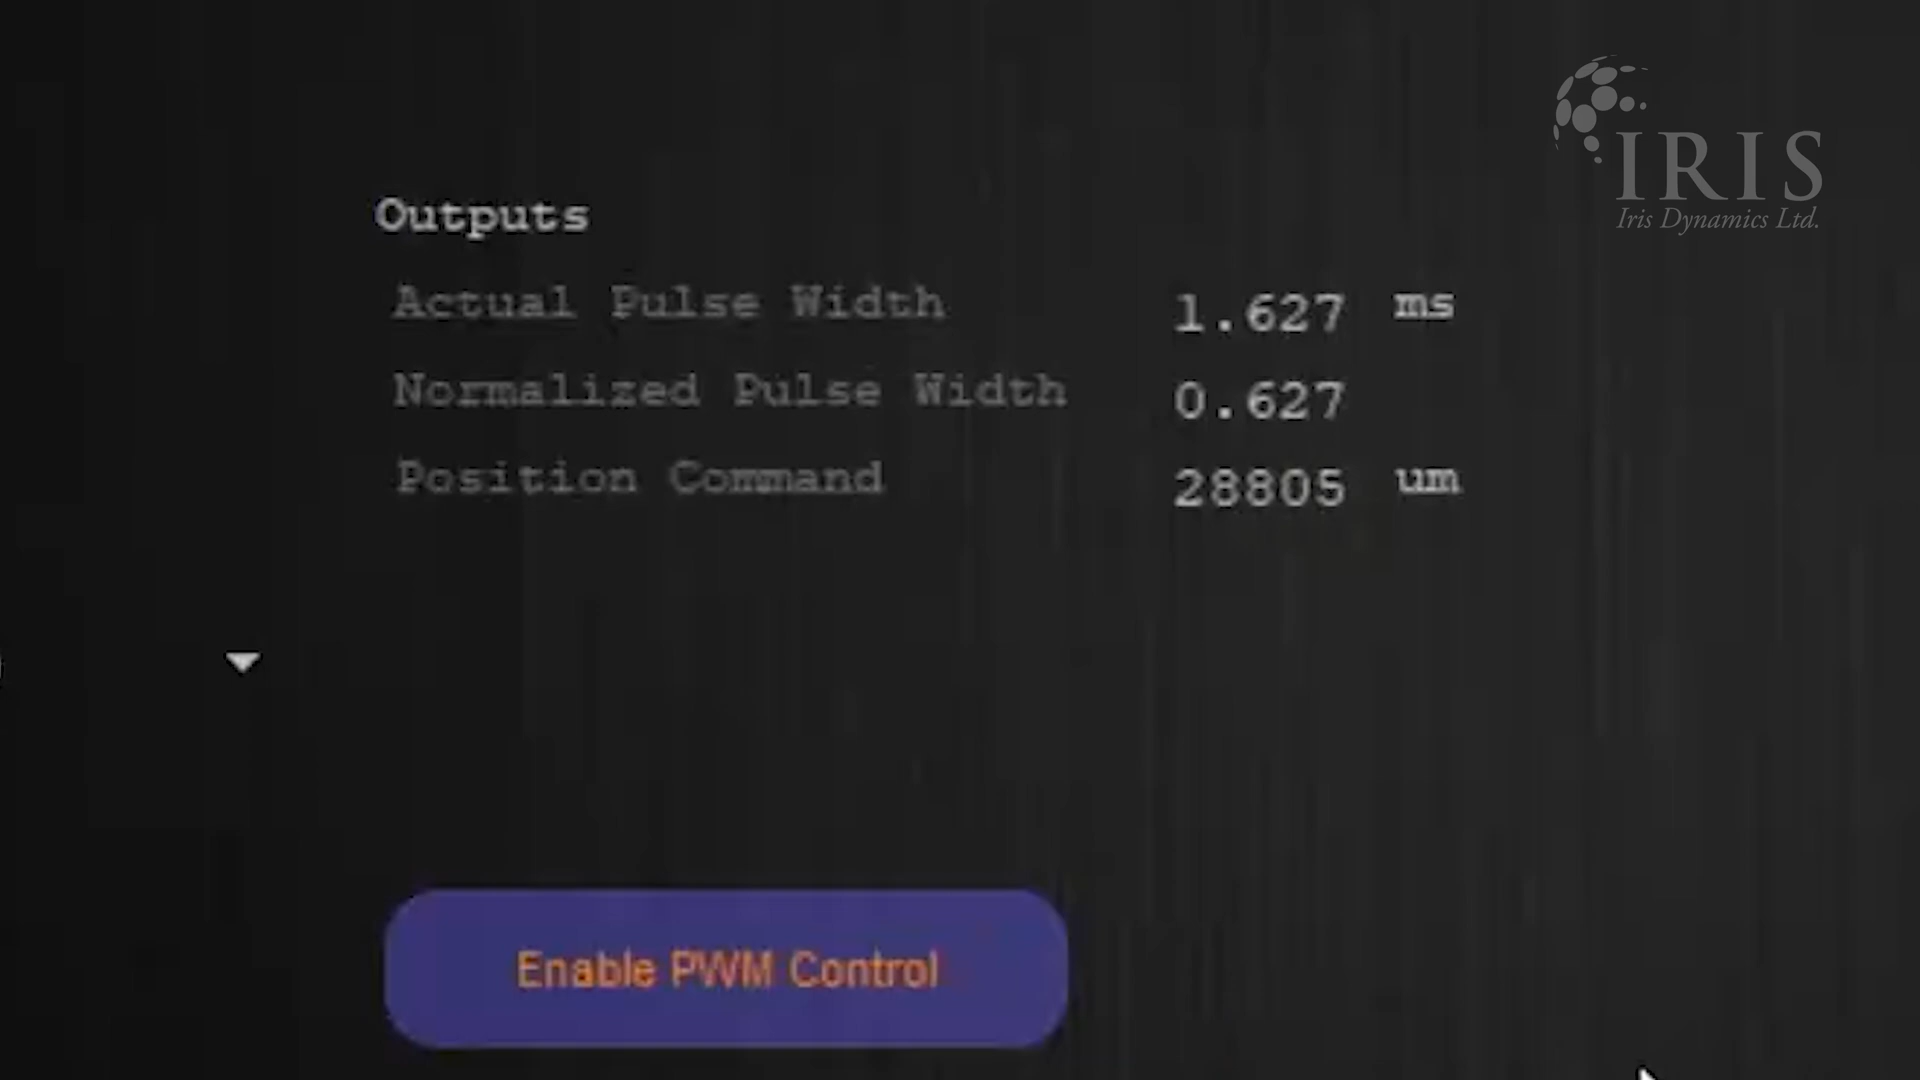 IRIS
Iris Dynamics Ltd.
Outputs
Actual Pulse Width 1.627 ms
Normalized Pulse Width 0.627
Position Command 28805 um
Enable PWM Control